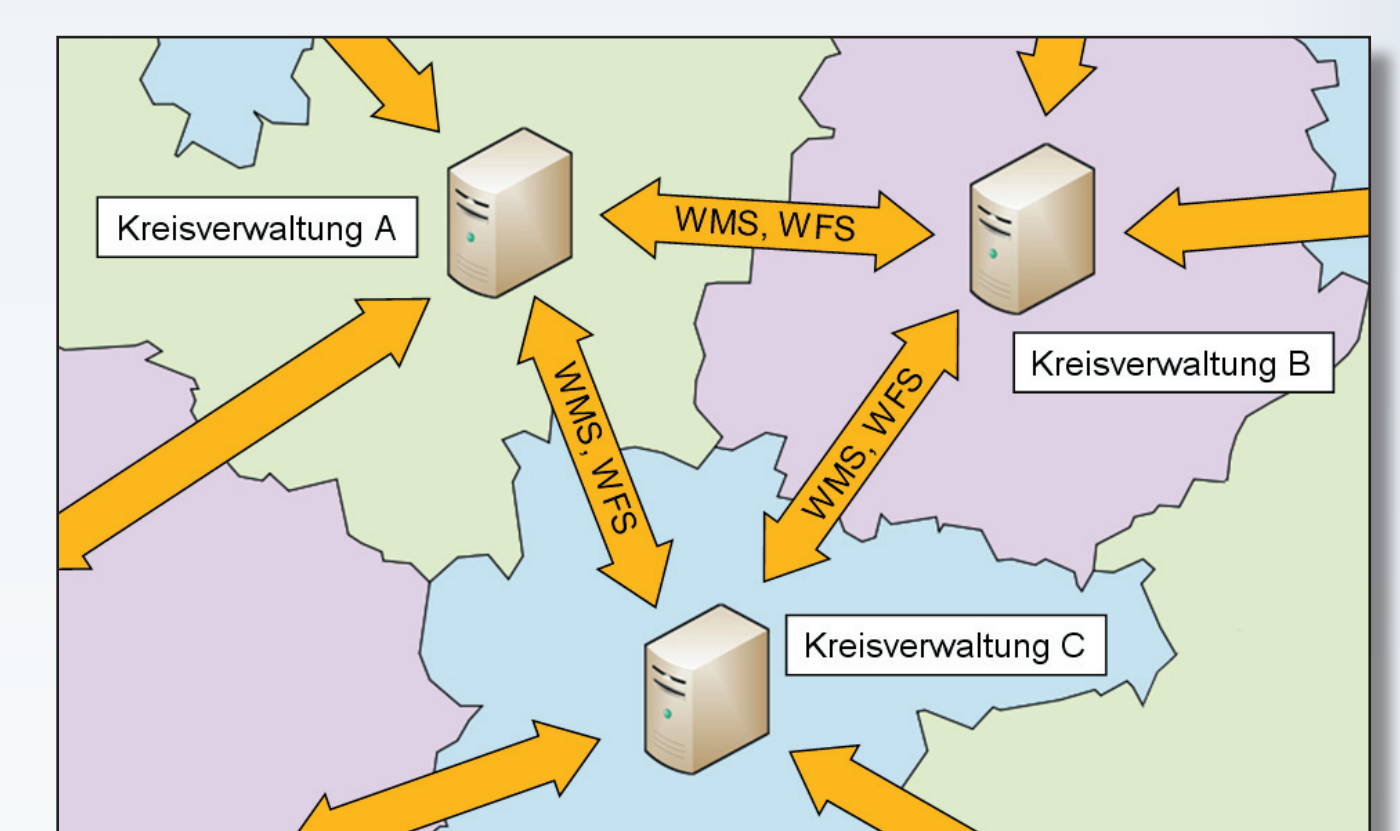 Kreisverwaltung A
WMS, WFS
Kreisverwaltung B
WMS, WFS
WMS, WFS
Kreisverwaltung C